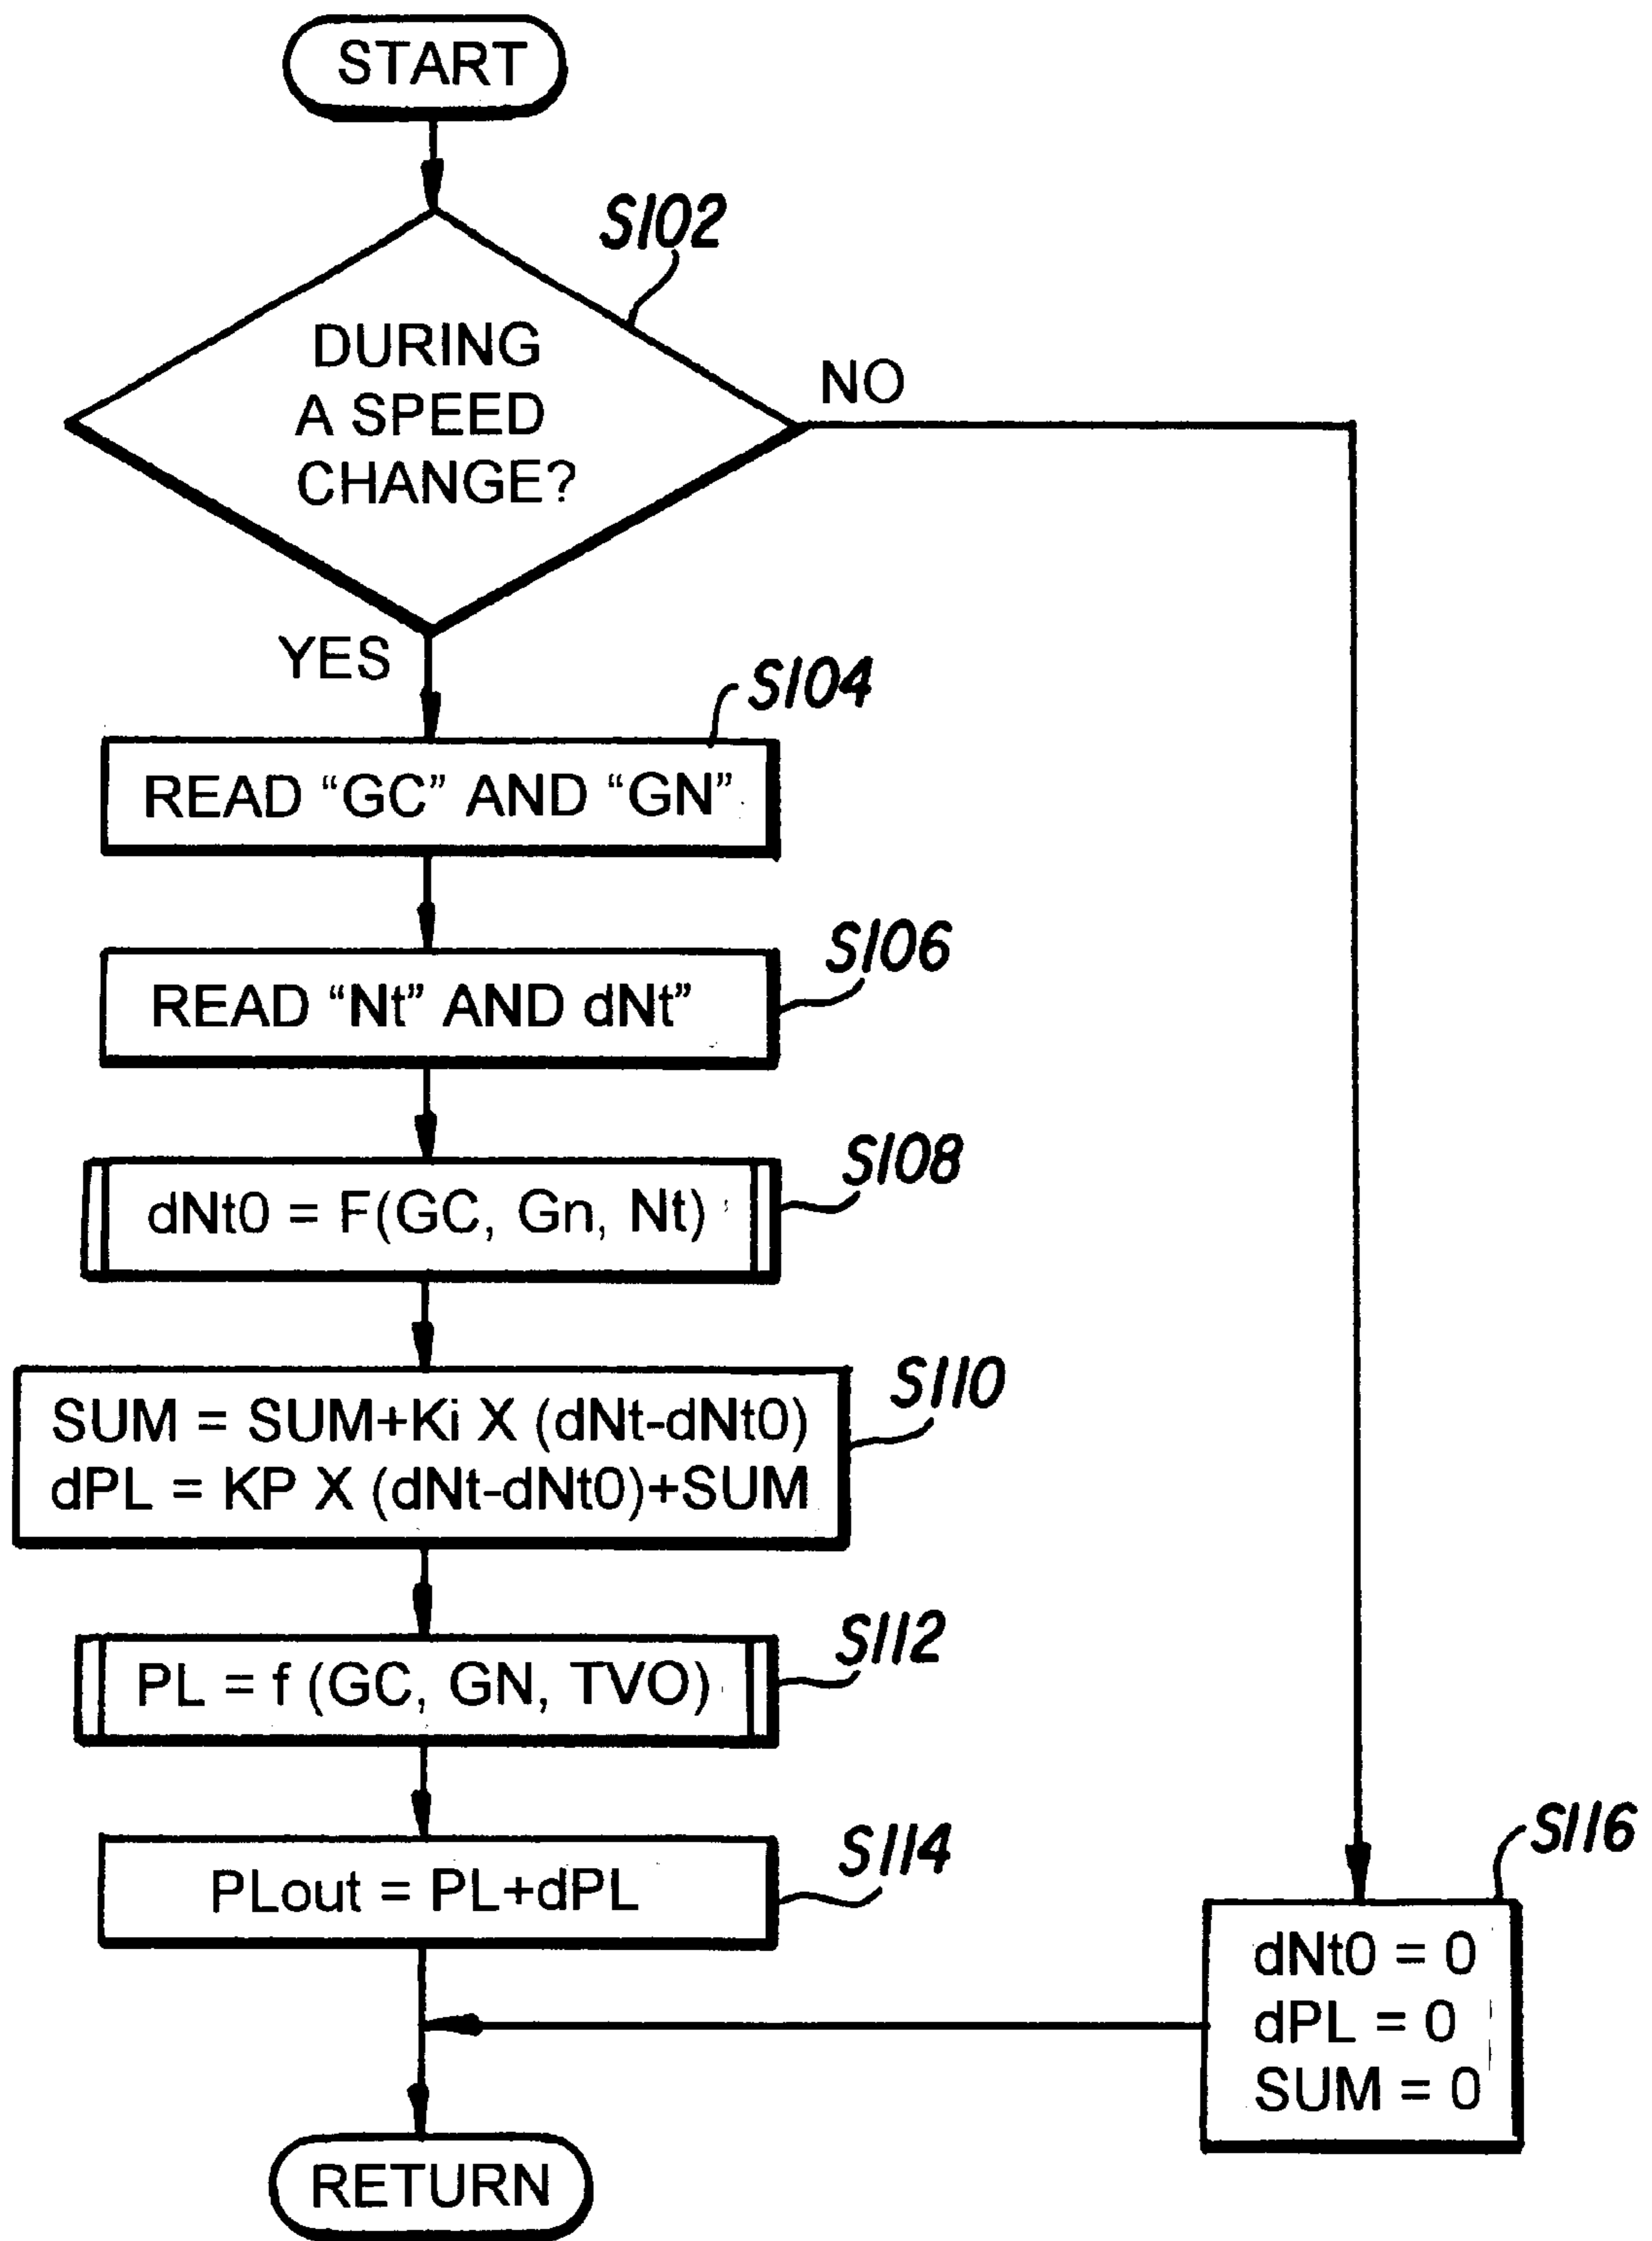 START
S102
DURING
A SPEED
CHANGE?
NO
YES
S104
READ “GC” AND “GN”
S106
READ “Nt” AND dNt”
S108
dNt0 = F(GC, Gn, Nt)
S110
SUM = SUM+Ki X (dNt-dNt0)
dPL = KP X (dNt-dNt0)+SUM
S112
PL = f (GC, GN, TVO)
S114
PLout = PL+dPL
S116
dNt0 = 0
dPL = 0
SUM = 0
RETURN